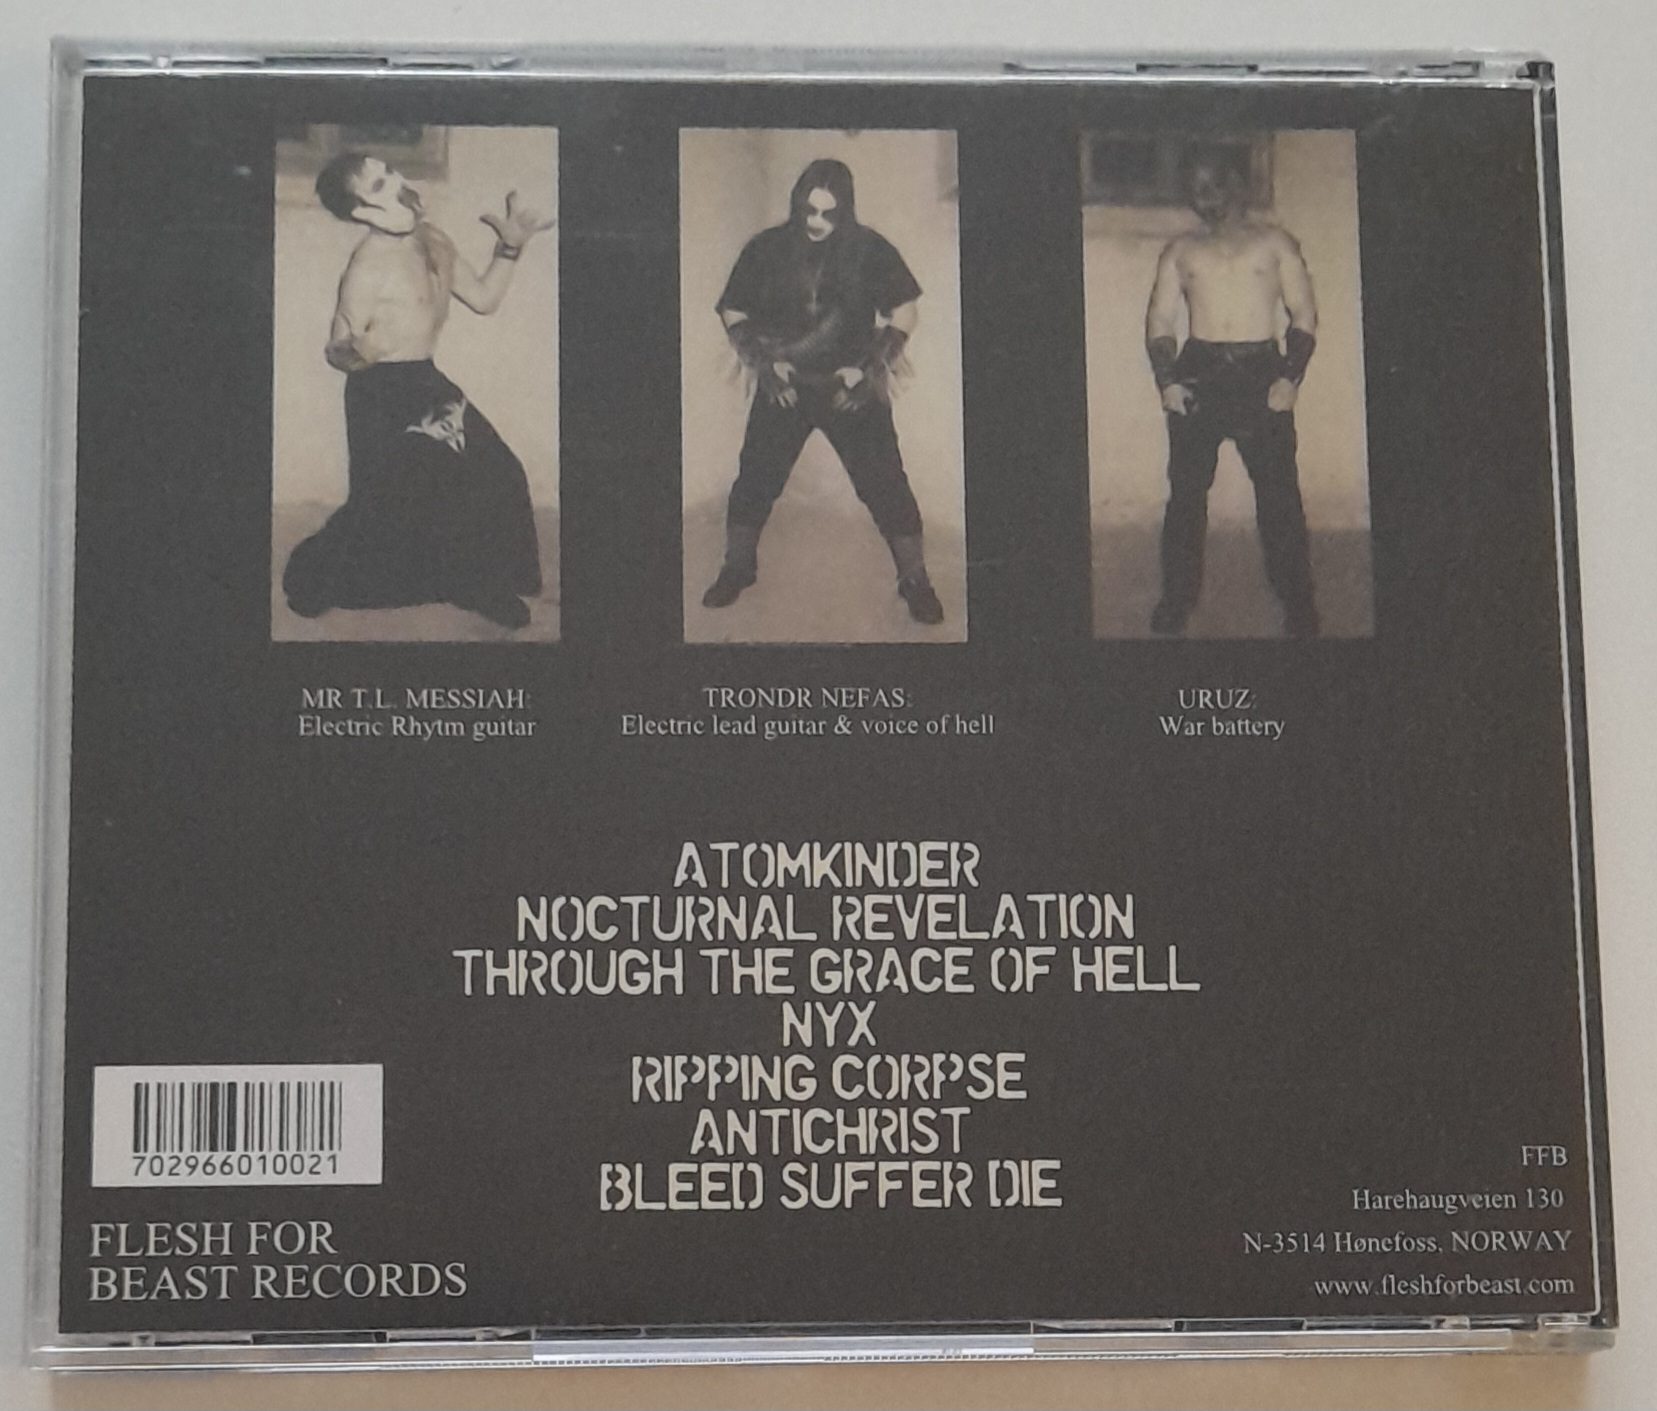 MR T.L. MESSIAH:
Electric Rhytm guitar
TRONDR NEFAS:
Electric lead guitar & voice of hell
URUZ:
War battery
ATOMKINDER
NOCTURNAL REVELATION
THROUGH THE GRACE OF HELL
NYX
RIPPING CORPSE
ANTICHRIST
BLEED SUFFER DIE
702966010021
FLESH FOR
BEAST RECORDS
FFB
Harehaugveien 130
N-3514 Hønefoss, NORWAY
www.fleshforbeast.com